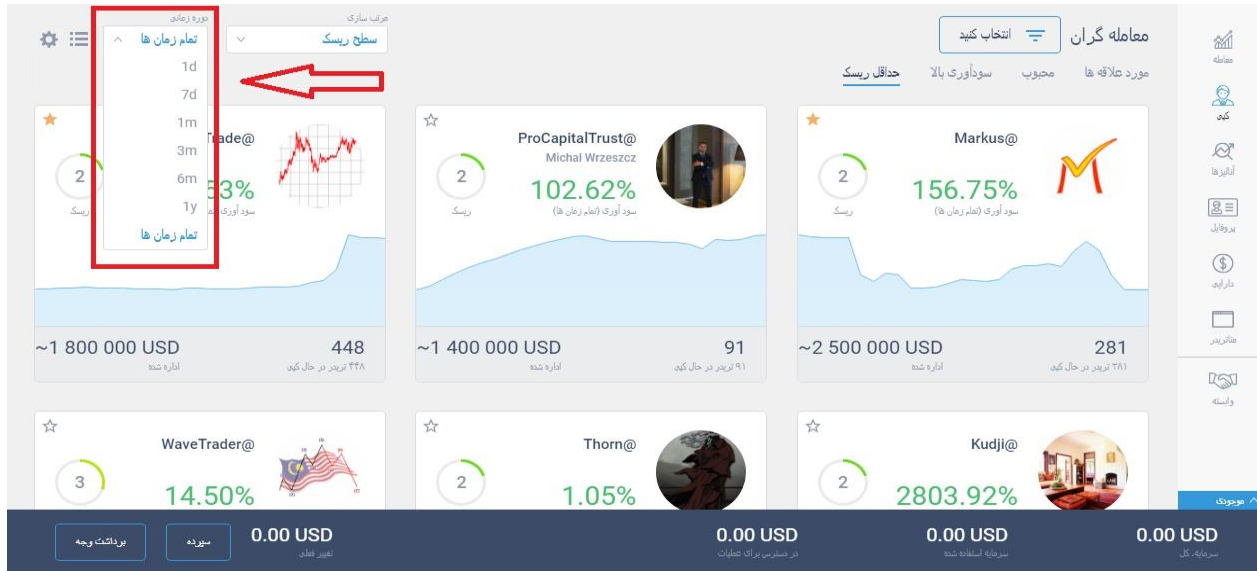 معامله گران
انتخاب کنید
مرتب سازی
سطح ریسک
دوره زمانی
تمام زمان ها
1d
7d
1m
3m
6m
1y
تمام زمان ها
مورد علاقه ها
محبوب
سودآوری بالا
حداقل ریسک
معامله
کپی
آنالیز ها
پروفایل
دارایی
متاتریدر
وابسته
موجودی
Markus@
156.75%
سود آوری (تمام زمان ها)
2
ریسک
~2 500 000 USD
اداره شده
281
۲۸۱ تریدر در حال کپی
ProCapitalTrust@
Michal Wrzeszcz
102.62%
سود آوری (تمام زمان ها)
2
ریسک
~1 400 000 USD
اداره شده
91
۹۱ تریدر در حال کپی
rade@
53%
سود آوری
2
ریسک
~1 800 000 USD
اداره شده
448
۴۴۸ تریدر در حال کپی
Kudji@
2803.92%
2
Thorn@
1.05%
2
WaveTrader@
14.50%
3
0.00 USD
سرمایه، کل
0.00 USD
سرمایه استفاده شده
0.00 USD
در دسترس برای عملیات
0.00 USD
تغییر فعلی
سپرده
برداشت وجه